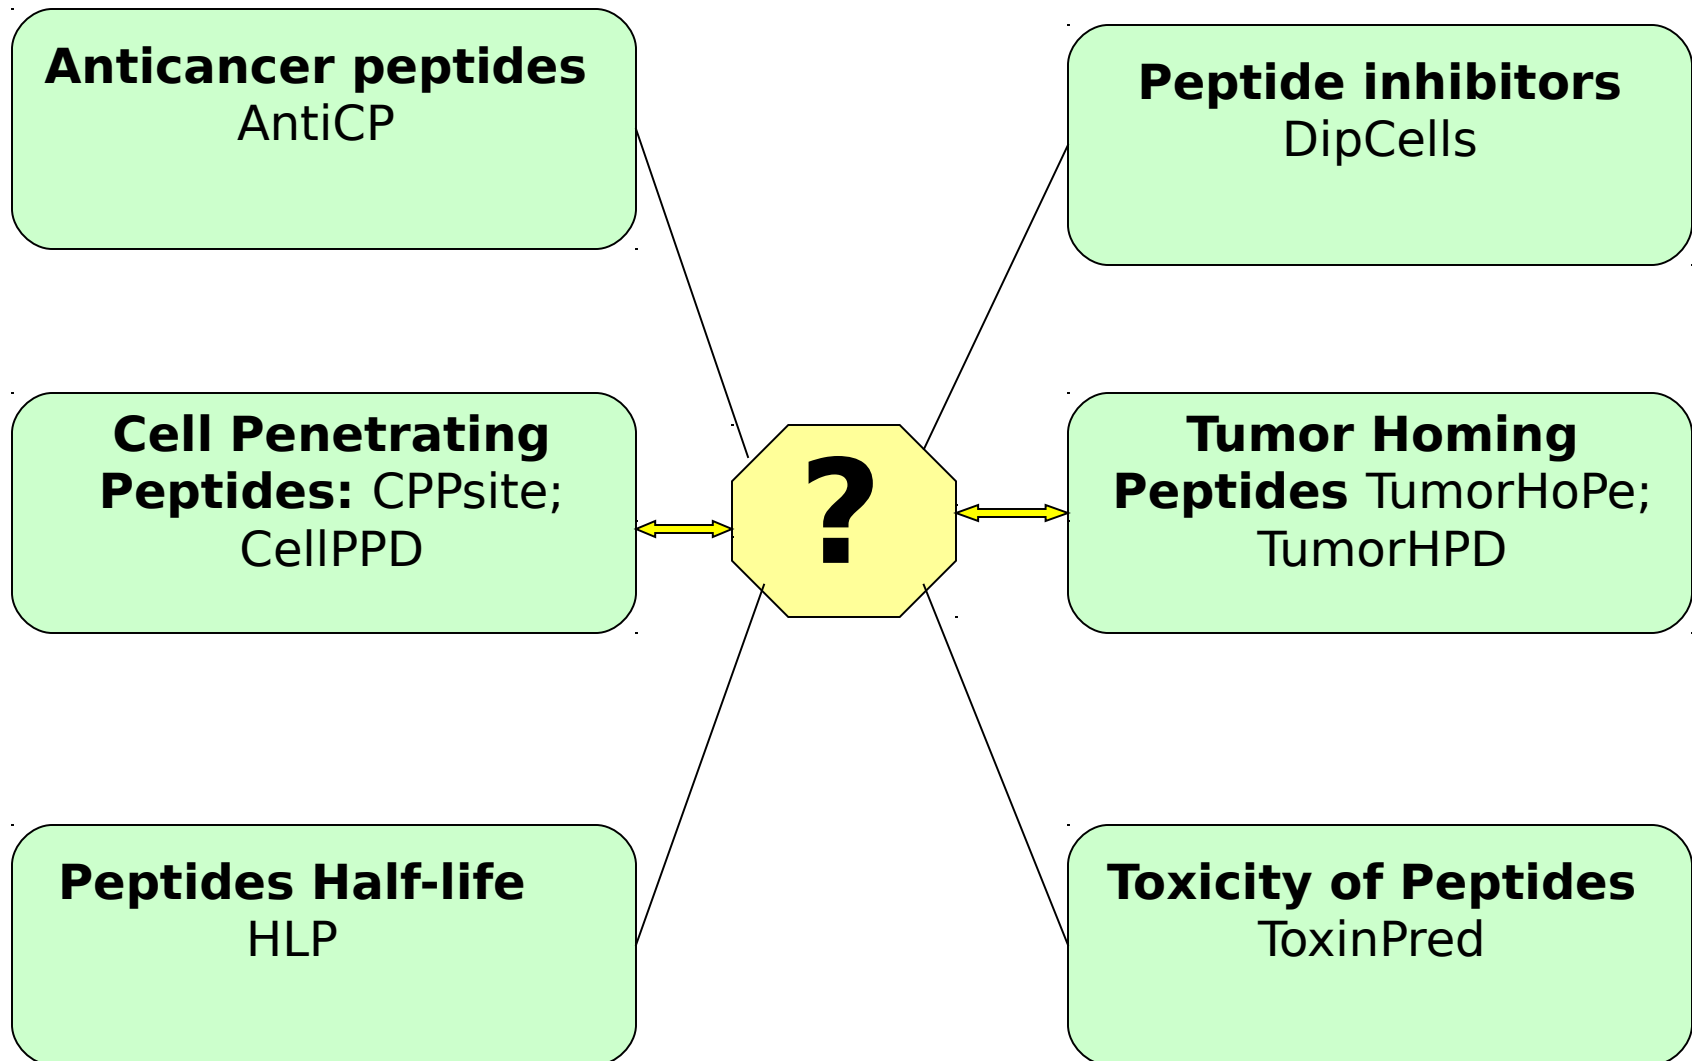 Anticancer peptides
AntiCP
Peptide inhibitors
DipCells
Cell Penetrating
Peptides: CPPsite;
CellPPD
?
Tumor Homing
Peptides TumorHoPe;
TumorHPD
Peptides Half-life
HLP
Toxicity of Peptides
ToxinPred